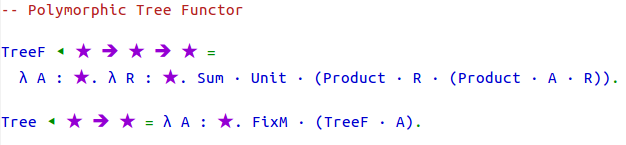 -- Polymorphic Tree Functor
TreeF ◂ ★ ➔ ★ ➔ ★ =
λ A : ★. λ R : ★. Sum · Unit · (Product · R · (Product · A · R)).
Tree ◂ ★ ➔ ★ = λ A : ★. FixM · (TreeF · A).